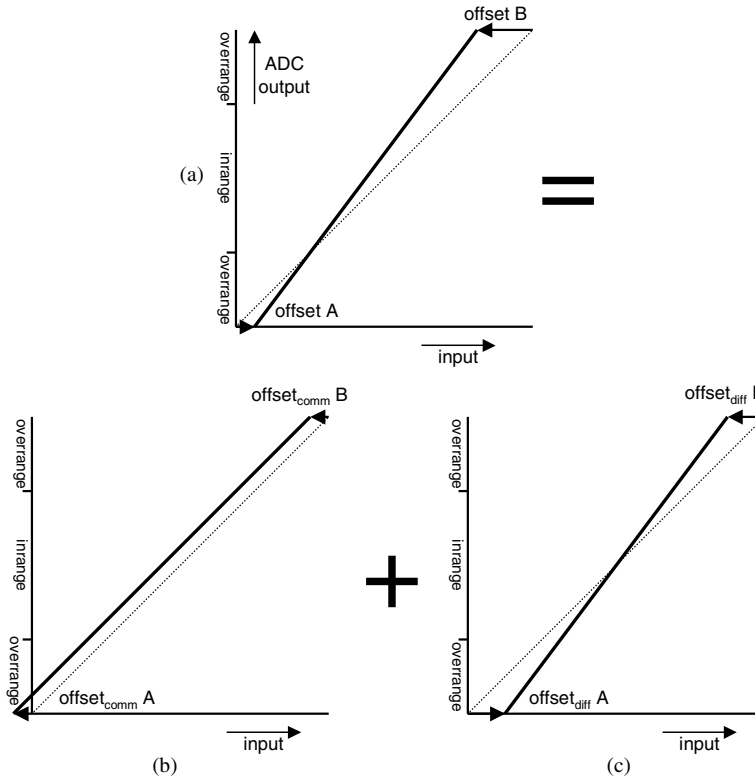 offset B
overrange
ADC
output
(a)
inrange
overrange
offset A
input
offset_comm B
offset_diff
overrange
inrange
overrange
offset_comm A
input
(b)
overrange
inrange
overrange
offset_diff A
input
(c)